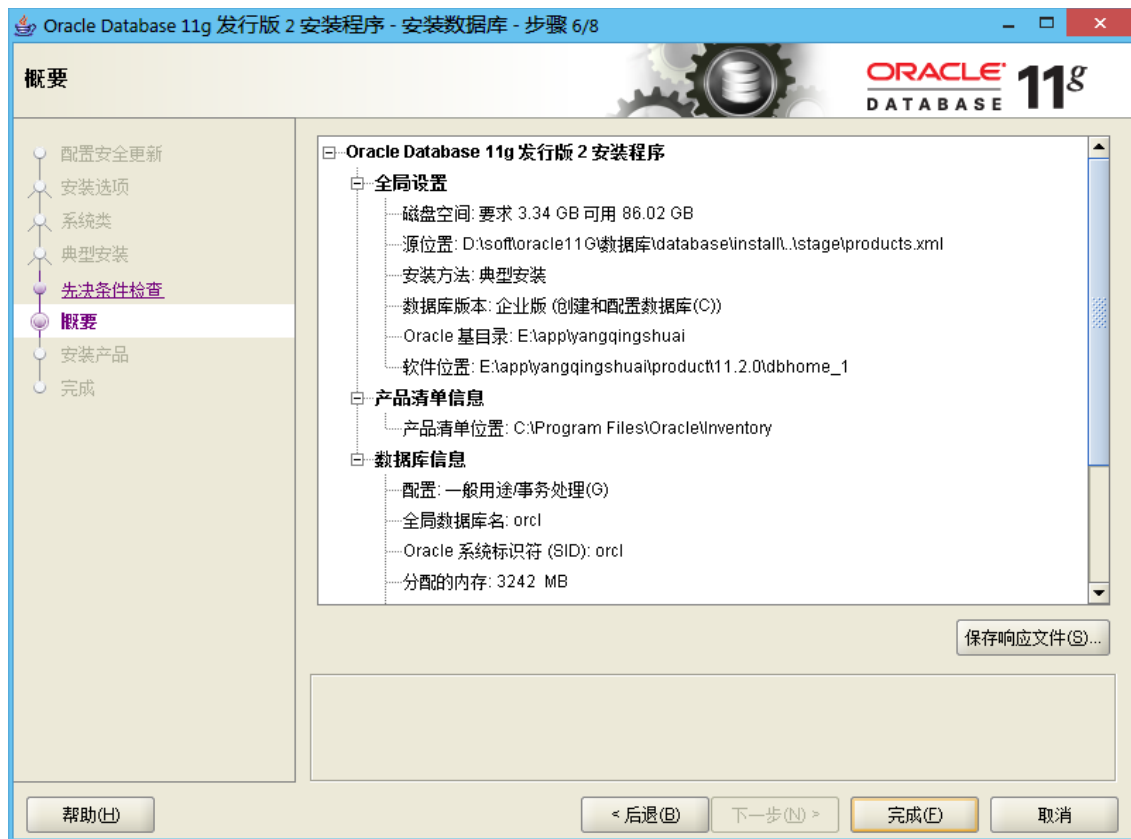 Oracle Database 11g 发行版 2 安装程序 - 安装数据库 - 步骤 6/8
概要
ORACLE
DATABASE
11g
配置安全更新
安装选项
系统类
典型安装
先决条件检查
概要
安装产品
完成
Oracle Database 11g 发行版 2 安装程序
全局设置
磁盘空间: 要求 3.34 GB 可用 86.02 GB
源位置: D:\soft\oracle11G\数据库\database\install\..\stage\products.xml
安装方法: 典型安装
数据库版本: 企业版 (创建和配置数据库(C))
Oracle 基目录: E:\app\yangqingshuai
软件位置: E:\app\yangqingshuai\product\11.2.0\dbhome_1
产品清单信息
产品清单位置: C:\Program Files\Oracle\Inventory
数据库信息
配置: 一般用途/事务处理(G)
全局数据库名: orcl
Oracle 系统标识符 (SID): orcl
分配的内存: 3242 MB
保存响应文件(S)...
帮助(H)
< 后退(B)
下一步(N) >
完成(F)
取消